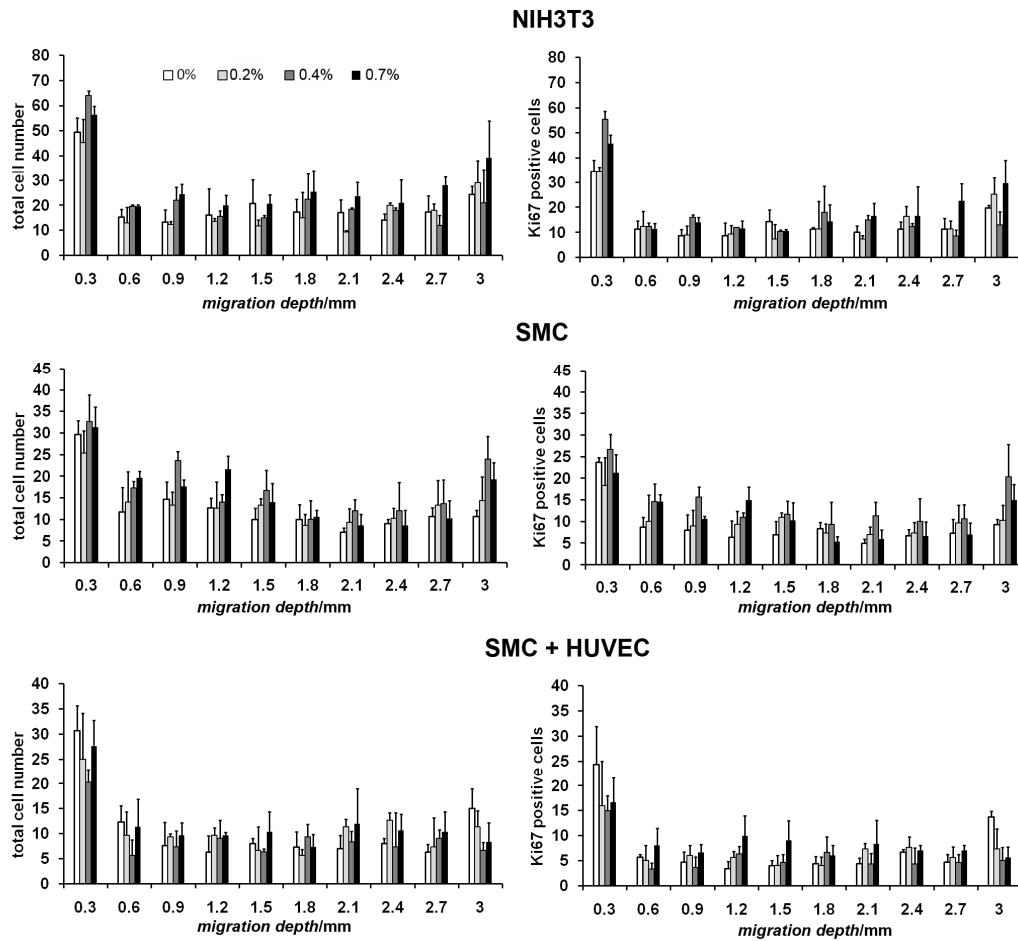 NIH3T3
total cell number
80
70
60
50
40
30
20
10
0
0% 0.2% 0.4% 0.7%
0.3 0.6 0.9 1.2 1.5 1.8 2.1 2.4 2.7 3
migration depth/mm
Ki67 positive cells
80
70
60
50
40
30
20
10
0
0.3 0.6 0.9 1.2 1.5 1.8 2.1 2.4 2.7 3
migration depth/mm
SMC
total cell number
45
40
35
30
25
20
15
10
5
0
0.3 0.6 0.9 1.2 1.5 1.8 2.1 2.4 2.7 3
migration depth/mm
Ki67 positive cells
45
40
35
30
25
20
15
10
5
0
0.3 0.6 0.9 1.2 1.5 1.8 2.1 2.4 2.7 3
migration depth/mm
SMC + HUVEC
total cell number
40
35
30
25
20
15
10
5
0
0.3 0.6 0.9 1.2 1.5 1.8 2.1 2.4 2.7 3
migration depth/mm
Ki67 positive cells
40
35
30
25
20
15
10
5
0
0.3 0.6 0.9 1.2 1.5 1.8 2.1 2.4 2.7 3
migration depth/mm